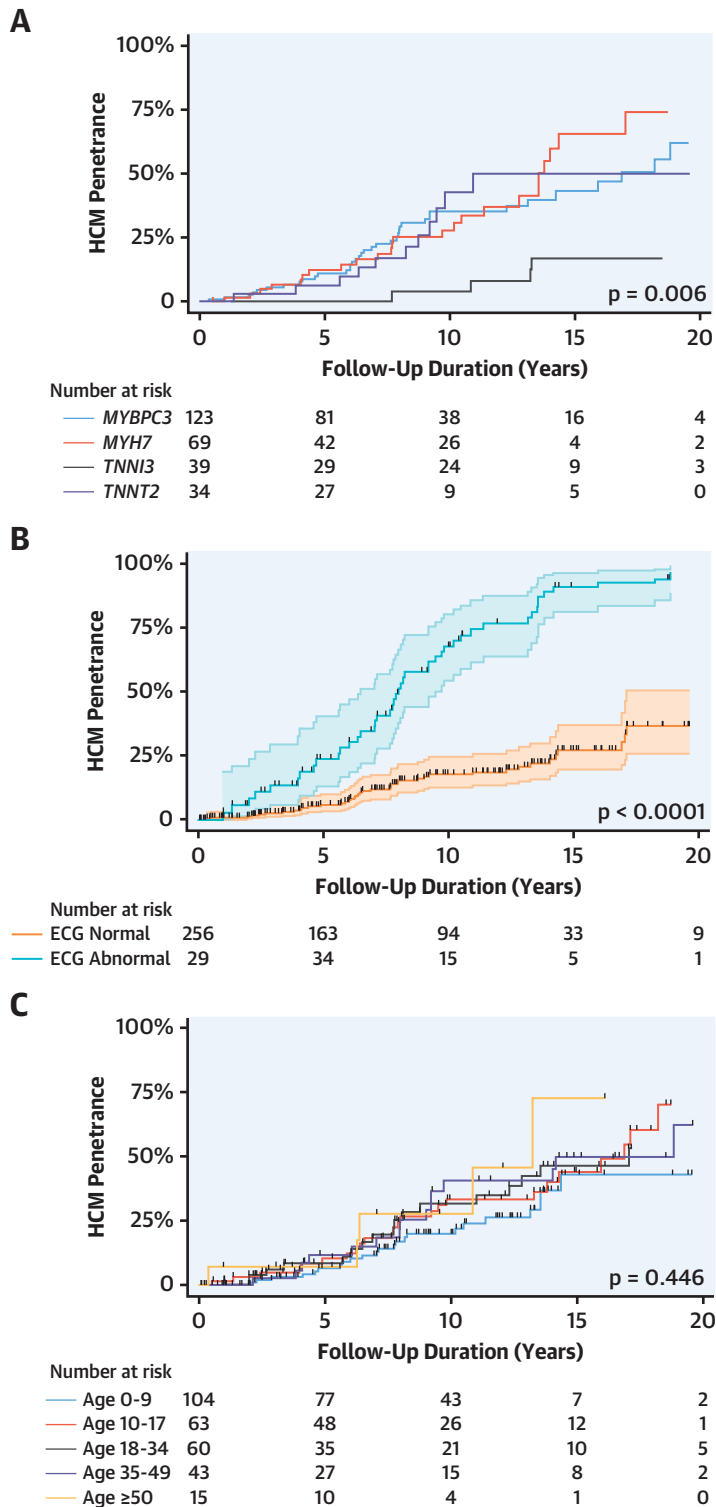 A
100%
75%
50%
25%
0
HCM Penetrance
p = 0.006
0 5 10 15 20
Follow-Up Duration (Years)
Number at risk
MYBPC3 123 81 38 16 4
MYH7 69 42 26 4 2
TNNI3 39 29 24 9 3
TNNT2 34 27 9 5 0
B
100%
75%
50%
25%
0
HCM Penetrance
p < 0.0001
0 5 10 15 20
Follow-Up Duration (Years)
Number at risk
ECG Normal 256 163 94 33 9
ECG Abnormal 29 34 15 5 1
C
100%
75%
50%
25%
0
HCM Penetrance
p = 0.446
0 5 10 15 20
Follow-Up Duration (Years)
Number at risk
Age 0-9 104 77 43 7 2
Age 10-17 63 48 26 12 1
Age 18-34 60 35 21 10 5
Age 35-49 43 27 15 8 2
Age ≥50 15 10 4 1 0